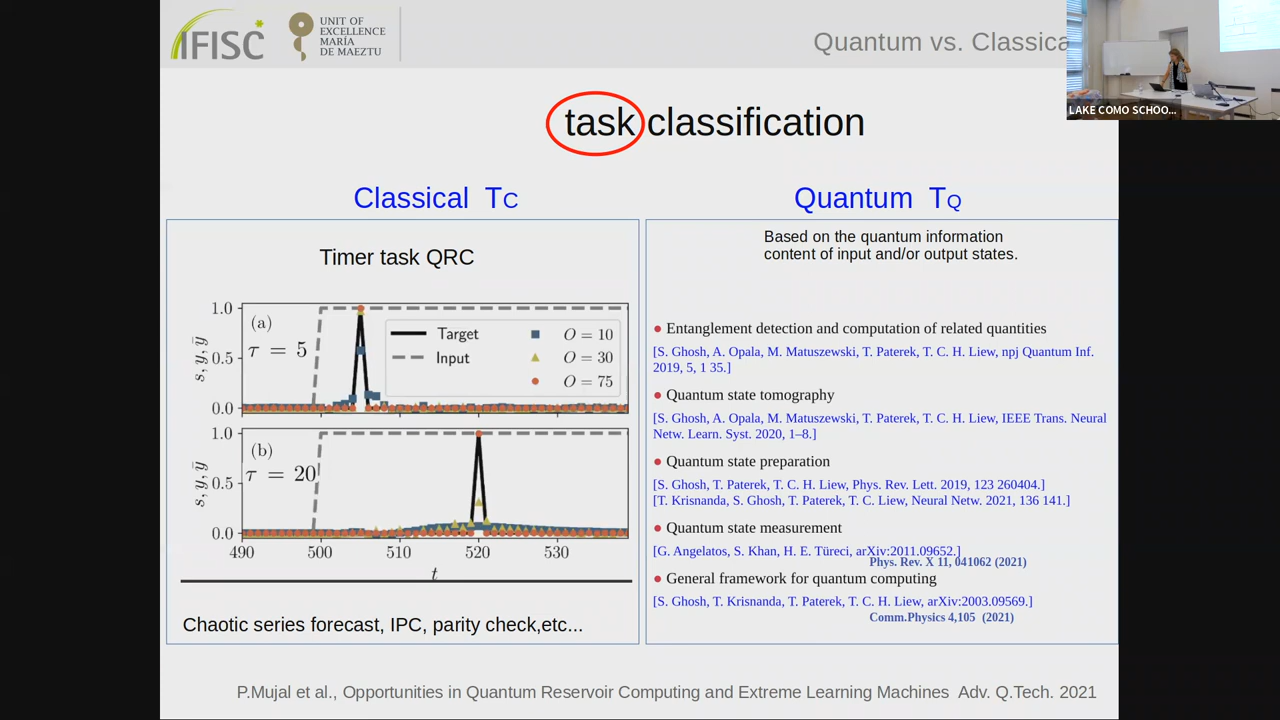 IFISC
UNIT OF
EXCELLENCE
MARÍA
DE MAEZTU
Quantum vs. Classica
LAKE COMO SCHOO...
task classification
Classical TC
Quantum TQ
Timer task QRC
1.0
0.5
0.0
s, y, ȳ
(a)
τ = 5
Target
Input
O = 10
O = 30
O = 75
1.0
0.5
0.0
s, y, ȳ
(b)
τ = 20
490 500 510 520 530
t
Chaotic series forecast, IPC, parity check,etc...
Based on the quantum information
content of input and/or output states.
● Entanglement detection and computation of related quantities
[S. Ghosh, A. Opala, M. Matuszewski, T. Paterek, T. C. H. Liew, npj Quantum Inf.
2019, 5, 1 35.]
● Quantum state tomography
[S. Ghosh, A. Opala, M. Matuszewski, T. Paterek, T. C. H. Liew, IEEE Trans. Neural
Netw. Learn. Syst. 2020, 1–8.]
● Quantum state preparation
[S. Ghosh, T. Paterek, T. C. H. Liew, Phys. Rev. Lett. 2019, 123 260404.]
[T. Krisnanda, S. Ghosh, T. Paterek, T. C. Liew, Neural Netw. 2021, 136 141.]
● Quantum state measurement
[G. Angelatos, S. Khan, H. E. Türeci, arXiv:2011.09652.]
Phys. Rev. X 11, 041062 (2021)
● General framework for quantum computing
[S. Ghosh, T. Krisnanda, T. Paterek, T. C. H. Liew, arXiv:2003.09569.]
Comm.Physics 4,105 (2021)
P.Mujal et al., Opportunities in Quantum Reservoir Computing and Extreme Learning Machines Adv. Q.Tech. 2021